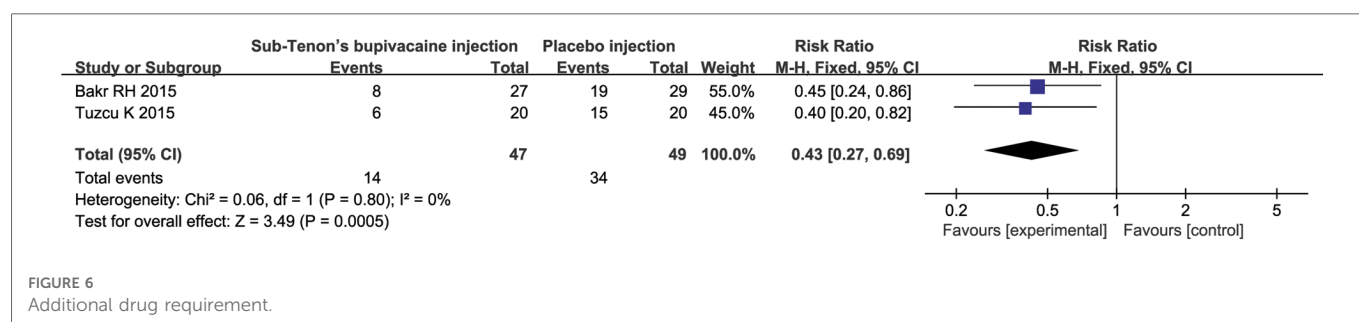 Sub-Tenon's bupivacaine injection Placebo injection Risk Ratio Risk Ratio
Study or Subgroup Events Total Events Total Weight M-H, Fixed, 95% CI M-H, Fixed, 95% CI
Bakr RH 2015 8 27 19 29 55.0% 0.45 [0.24, 0.86]
Tuzcu K 2015 6 20 15 20 45.0% 0.40 [0.20, 0.82]
Total (95% CI) 47 49 100.0% 0.43 [0.27, 0.69]
Total events 14 34
Heterogeneity: Chi² = 0.06, df = 1 (P = 0.80); I² = 0%
Test for overall effect: Z = 3.49 (P = 0.0005)
0.2 0.5 1 2 5
Favours [experimental] Favours [control]
FIGURE 6
Additional drug requirement.